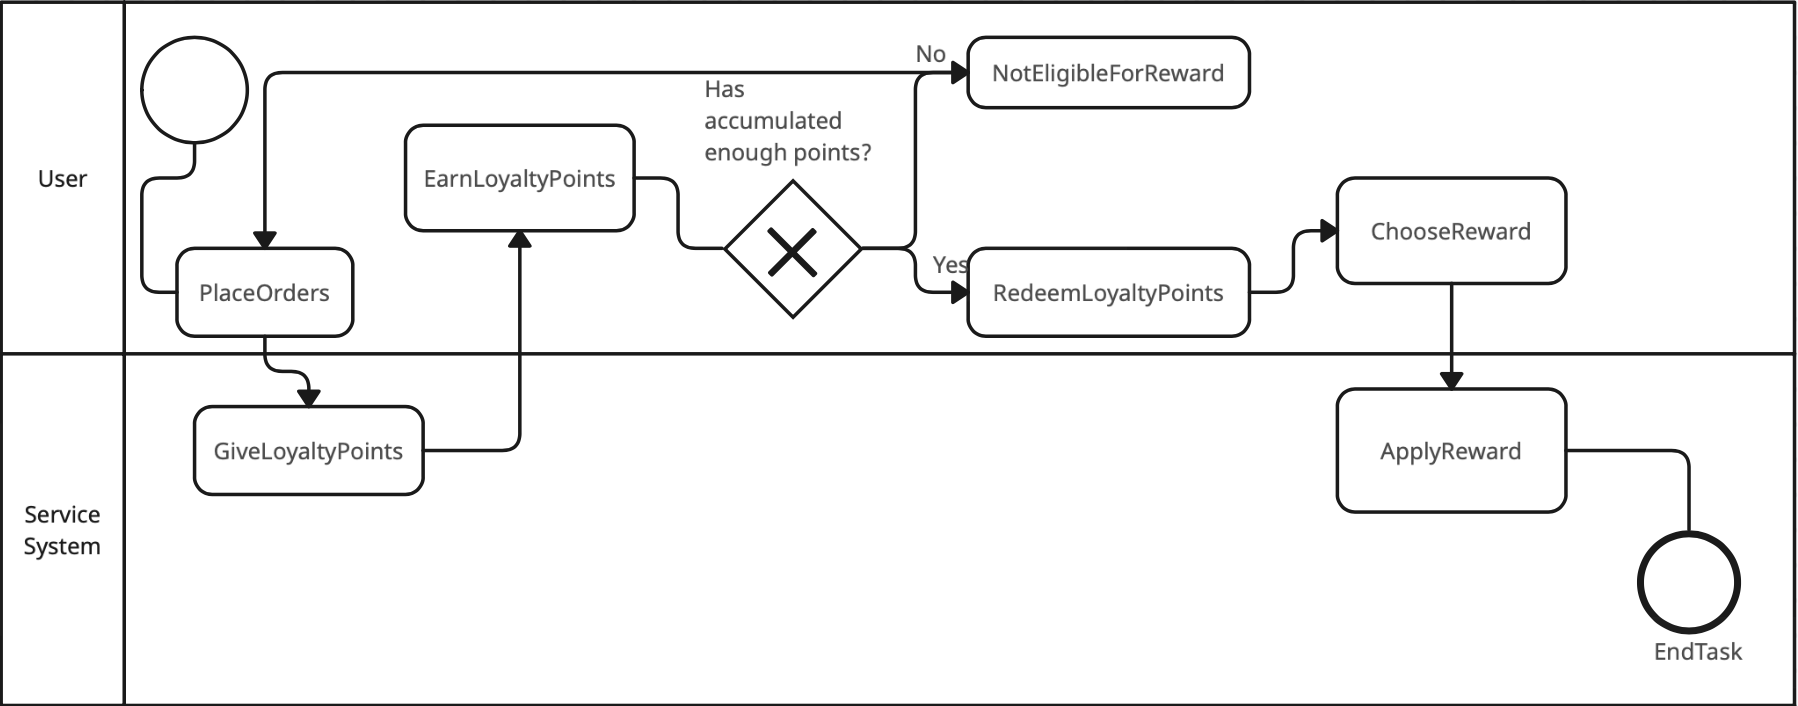 User
No
NotEligibleForReward
Has
accumulated
enough points?
EarnLoyaltyPoints
ChooseReward
Yes
PlaceOrders
RedeemLoyaltyPoints
Service
System
GiveLoyaltyPoints
ApplyReward
EndTask